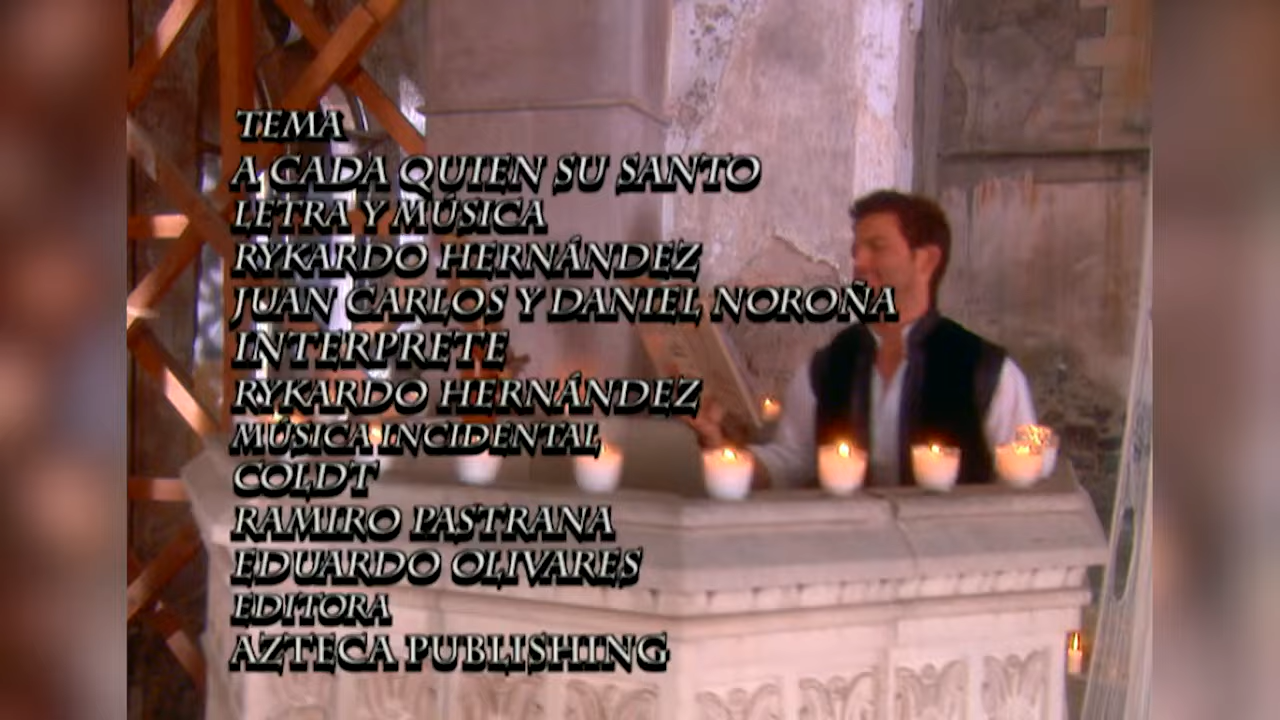 TEMA
A CADA QUIEN SU SANTO
LETRA Y MÚSICA
RYKARDO HERNÁNDEZ
JUAN CARLOS Y DANIEL NOROÑA
INTERPRETE
RYKARDO HERNÁNDEZ
MÚSICA INCIDENTAL
COLDT
RAMIRO PASTRANA
EDUARDO OLIVARES
EDITORA
AZTECA PUBLISHING